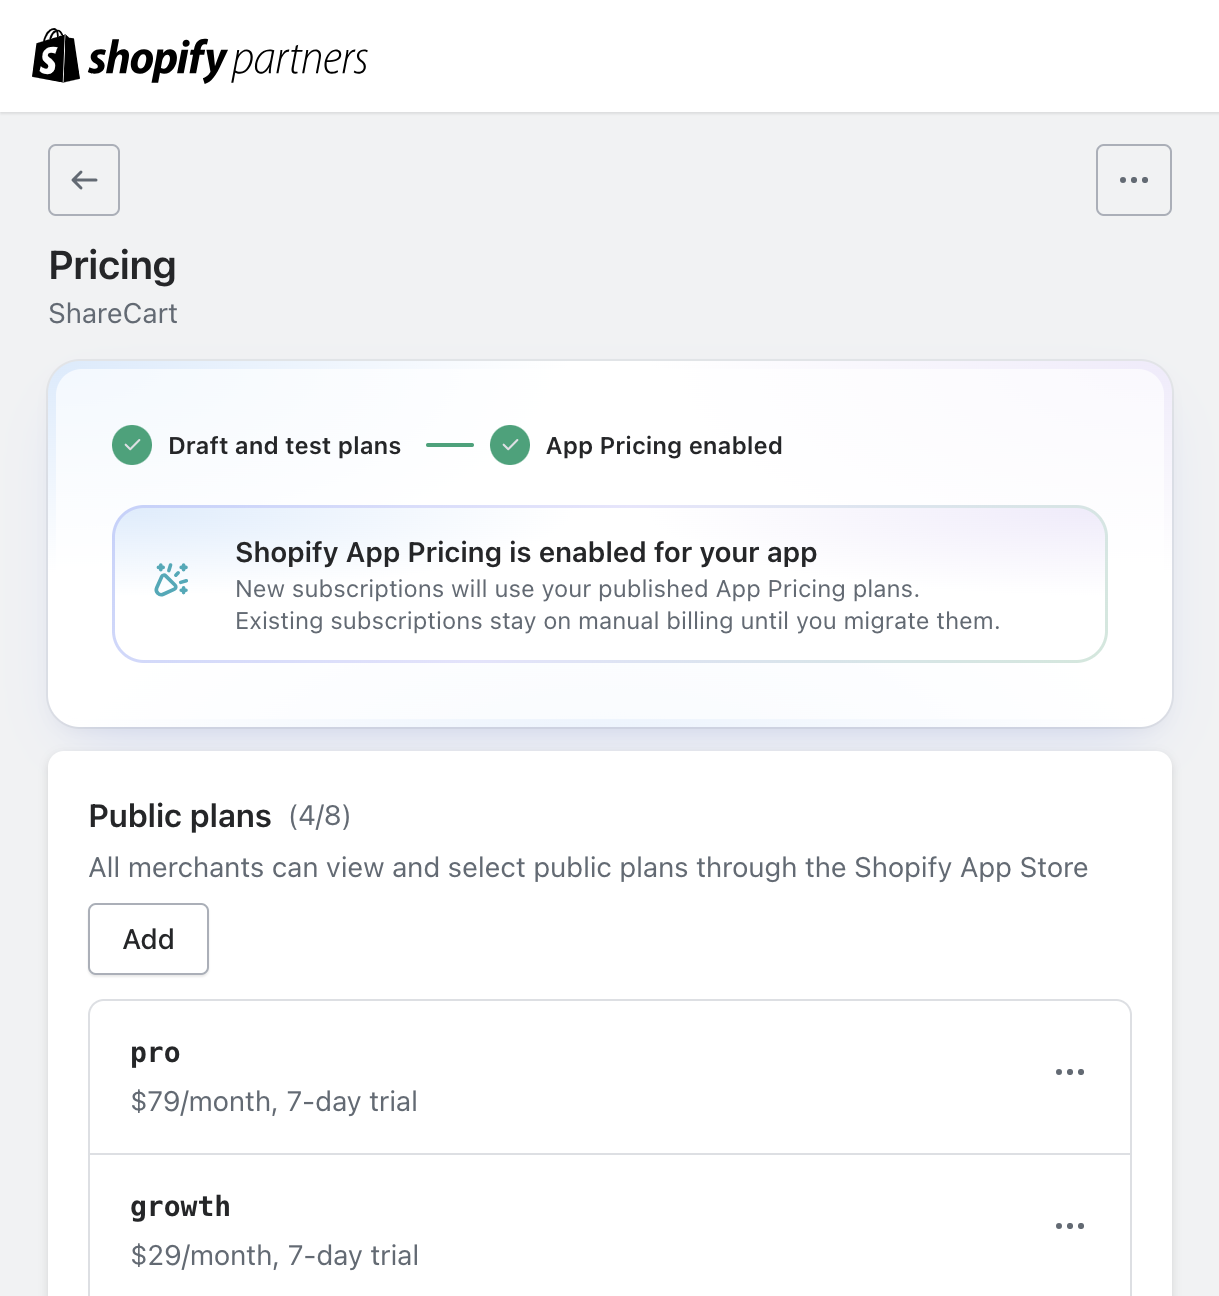 shopify partners
Pricing
ShareCart
Draft and test plans
App Pricing enabled
Shopify App Pricing is enabled for your app
New subscriptions will use your published App Pricing plans.
Existing subscriptions stay on manual billing until you migrate them.
Public plans (4/8)
All merchants can view and select public plans through the Shopify App Store
Add
pro
$79/month, 7-day trial
growth
$29/month, 7-day trial